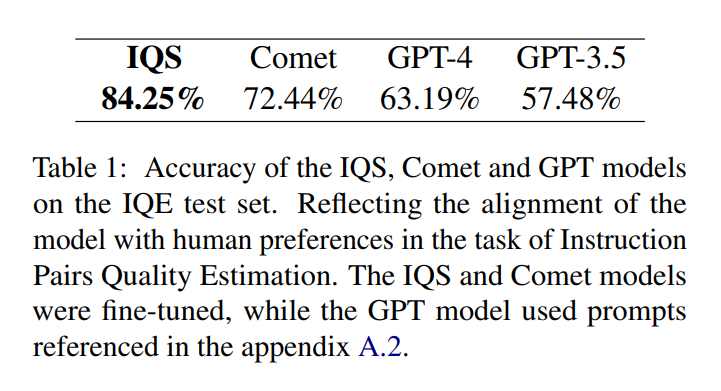 IQS Comet GPT-4 GPT-3.5
84.25% 72.44% 63.19% 57.48%
Table 1: Accuracy of the IQS, Comet and GPT models
on the IQE test set. Reflecting the alignment of the
model with human preferences in the task of Instruction
Pairs Quality Estimation. The IQS and Comet models
were fine-tuned, while the GPT model used prompts
referenced in the appendix A.2.